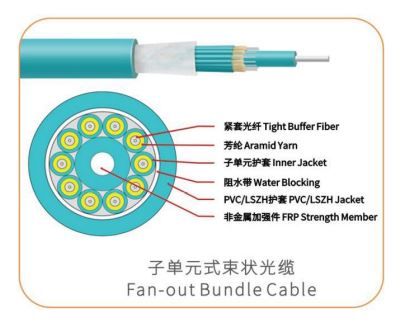 紧套光纤 Tight Buffer Fiber
芳纶 Aramid Yarn
子单元护套 Inner Jacket
阻水带 Water Blocking
PVC/LSZH护套 PVC/LSZH Jacket
非金属加强件 FRP Strength Member
子单元式束状光缆
Fan-out Bundle Cable